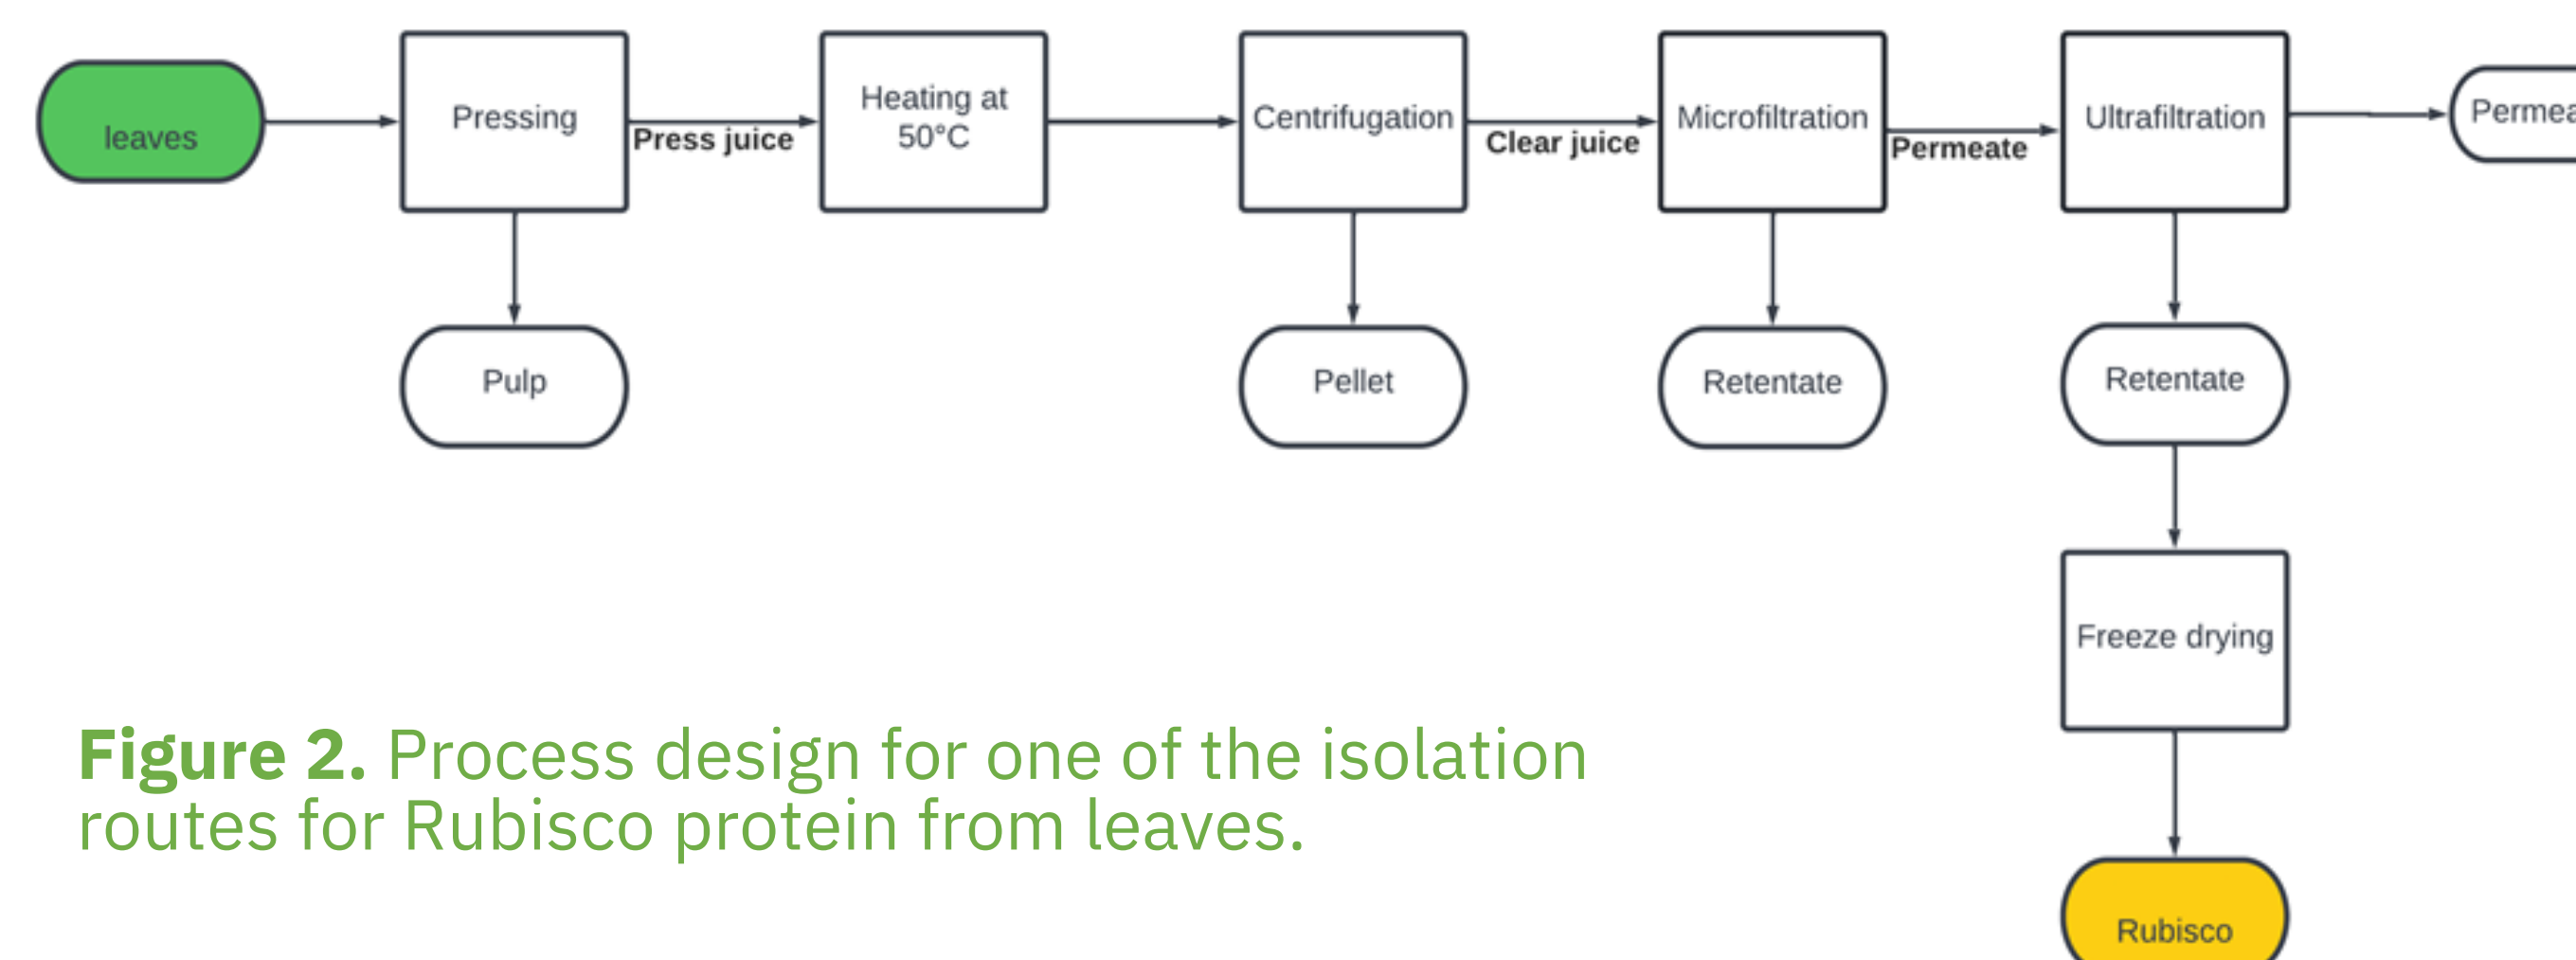 leaves
Pressing
Press juice
Heating at
50°C
Centrifugation
Clear juice
Microfiltration
Permeate
Ultrafiltration
Pulp
Pellet
Retentate
Retentate
Freeze drying
Rubisco
Figure 2. Process design for one of the isolation
routes for Rubisco protein from leaves.